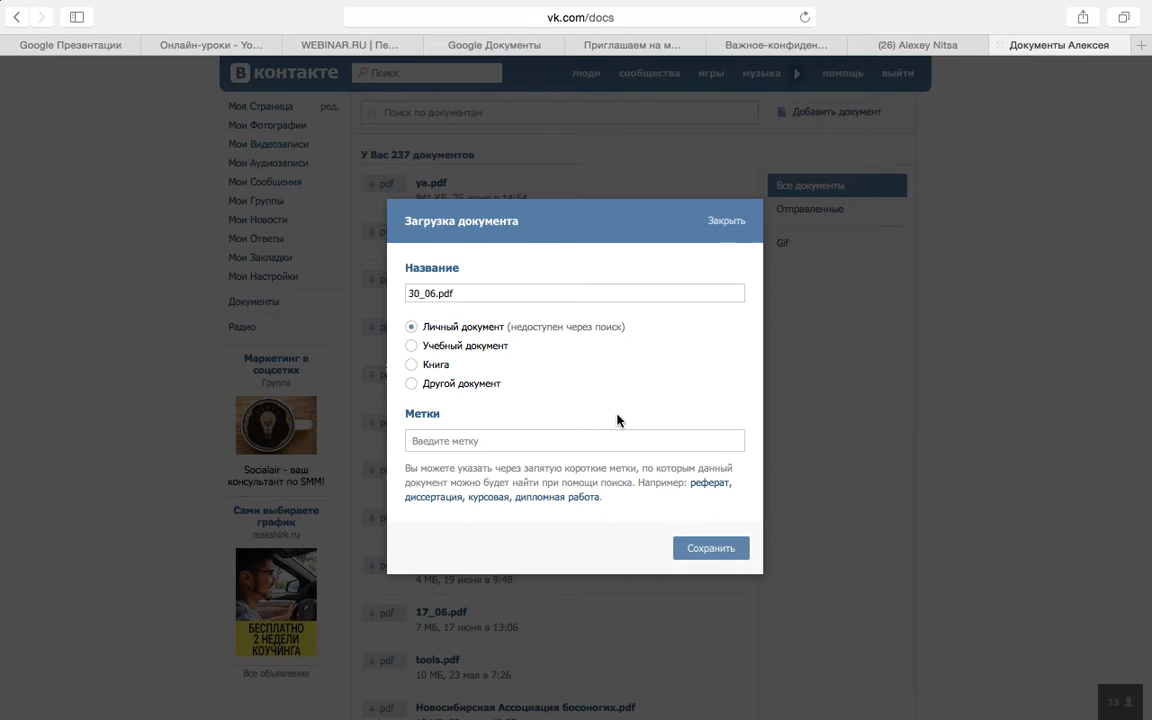 vk.com/docs
Google Презентации
Онлайн-уроки - Yo...
WEBINAR.RU | Пе...
Google Документы
Приглашаем на м...
Важное-конфиден...
(26) Alexey Nitsa
Документы Алексея
В контакте
Поиск
люди
сообщества
игры
музыка
помощь
выйти
Моя Страница
ред.
Мои Фотографии
Мои Видеозаписи
Мои Аудиозаписи
Мои Сообщения
Мои Группы
Мои Новости
Мои Ответы
Мои Закладки
Мои Настройки
Документы
Радио
Маркетинг в
соцсетях
Группа
Socialair - ваш
консультант по SMM!
Сами выбираете
график
makshirk.ru
БЕСПЛАТНО
2 НЕДЕЛИ
КОУЧИНГА
Все объявления
Поиск по документам
Добавить документ
У Вас 237 документов
pdf
ya.pdf
941 КБ, 25 июня в 14:54
Все документы
Отправленные
Gif
Загрузка документа
Закрыть
Название
30_06.pdf
Личный документ (недоступен через поиск)
Учебный документ
Книга
Другой документ
Метки
Введите метку
Вы можете указать через запятую короткие метки, по которым данный
документ можно будет найти при помощи поиска. Например: реферат,
диссертация, курсовая, дипломная работа.
Сохранить
4 МБ, 19 июня в 9:48
pdf
17_06.pdf
7 МБ, 17 июня в 13:06
pdf
tools.pdf
10 МБ, 23 мая в 7:26
pdf
Новосибирская Ассоциация босоногих.pdf
13